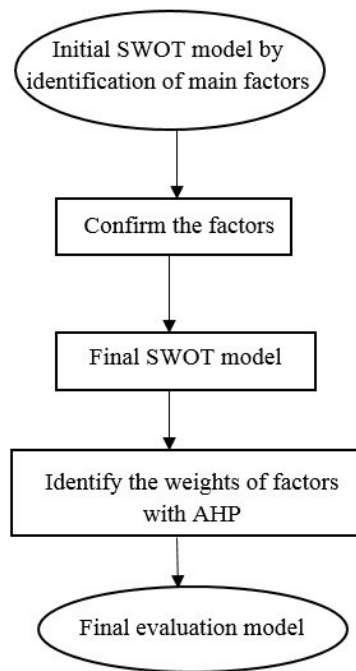 Initial SWOT model by
identification of main factors
Confirm the factors
Final SWOT model
Identify the weights of factors
with AHP
Final evaluation model